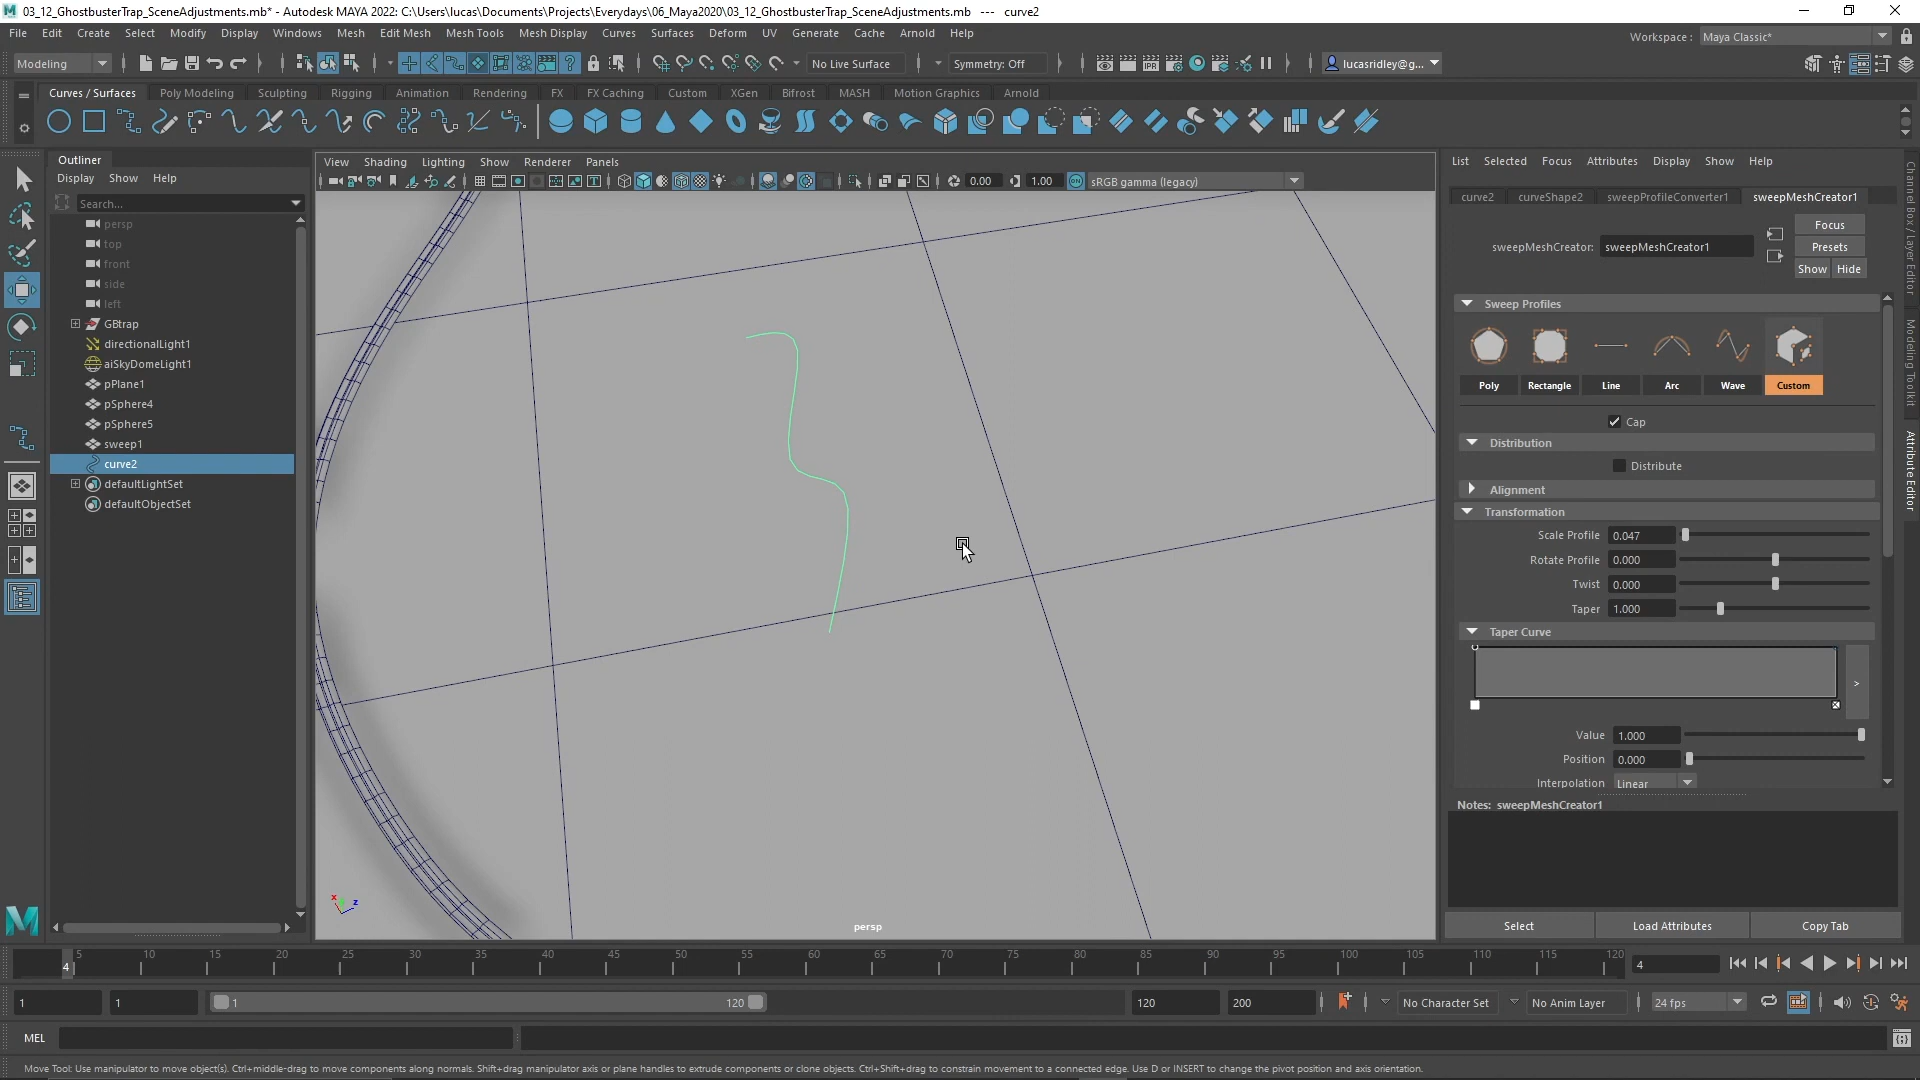 03_12_GhostbusterTrap_SceneAdjustments.mb* - Autodesk MAYA 2022: C:\Users\lucas\Documents\Projects\Everydays\06_Maya2020\03_12_GhostbusterTrap_SceneAdjustments.mb --- curve2
File Edit Create Select Modify Display Windows Mesh Edit Mesh Mesh Tools Mesh Display Curves Surfaces Deform UV Generate Cache Arnold Help
Workspace : Maya Classic*
Modeling No Live Surface Symmetry: Off lucasridley@g...
Curves / Surfaces Poly Modeling Sculpting Rigging Animation Rendering FX FX Caching Custom XGen Bifrost MASH Motion Graphics Arnold
Outliner
Display Show Help
Search...
persp
top
front
side
left
GBtrap
directionalLight1
aiSkyDomeLight1
pPlane1
pSphere4
pSphere5
sweep1
curve2
defaultLightSet
defaultObjectSet
View Shading Lighting Show Renderer Panels
0.00 1.00 sRGB gamma (legacy)
x z
persp
List Selected Focus Attributes Display Show Help
curve2 curveShape2 sweepProfileConverter1 sweepMeshCreator1
Focus
sweepMeshCreator: sweepMeshCreator1
Presets
Show Hide
Sweep Profiles
Poly Rectangle Line Arc Wave Custom
Cap
Distribution
Distribute
Alignment
Transformation
Scale Profile 0.047
Rotate Profile 0.000
Twist 0.000
Taper 1.000
Taper Curve
>
Value 1.000
Position 0.000
Interpolation Linear
Notes: sweepMeshCreator1
Select Load Attributes Copy Tab
Channel Box / Layer Editor
Modeling Toolkit
Attribute Editor
4 5 10 15 20 25 30 35 40 45 50 55 60 65 70 75 80 85 90 95 100 105 110 115 120 4
1 1 1 120 120 200 No Character Set No Anim Layer 24 fps
MEL
Move Tool: Use manipulator to move object(s). Ctrl+middle-drag to move components along normals. Shift+drag manipulator axis or plane handles to extrude components or clone objects. Ctrl+Shift+drag to constrain movement to a connected edge. Use D or INSERT to change the pivot position and axis orientation.